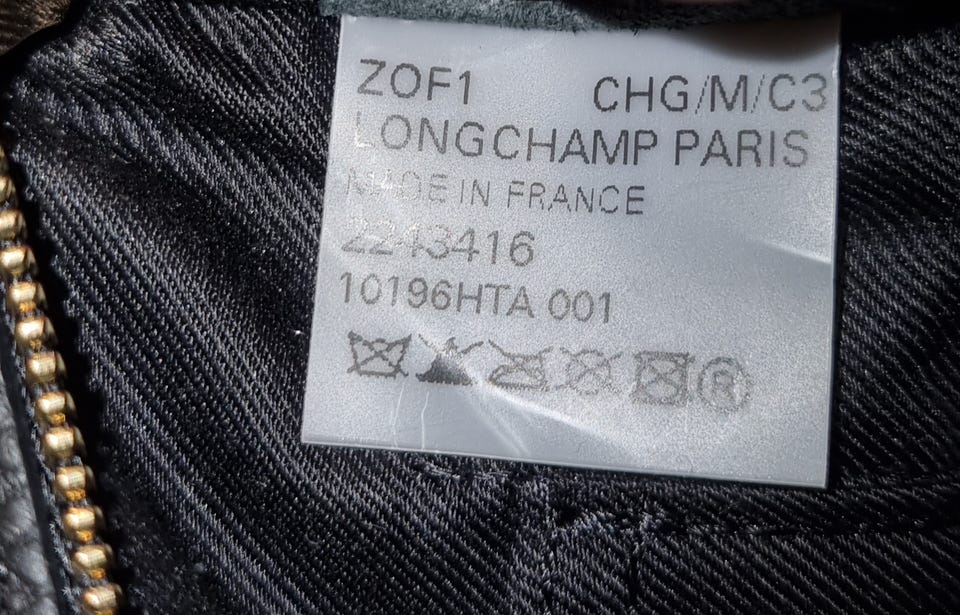 ZOF1 CHG/M/C3
LONGCHAMP PARIS
MADE IN FRANCE
2243416
10196HTA 001
R